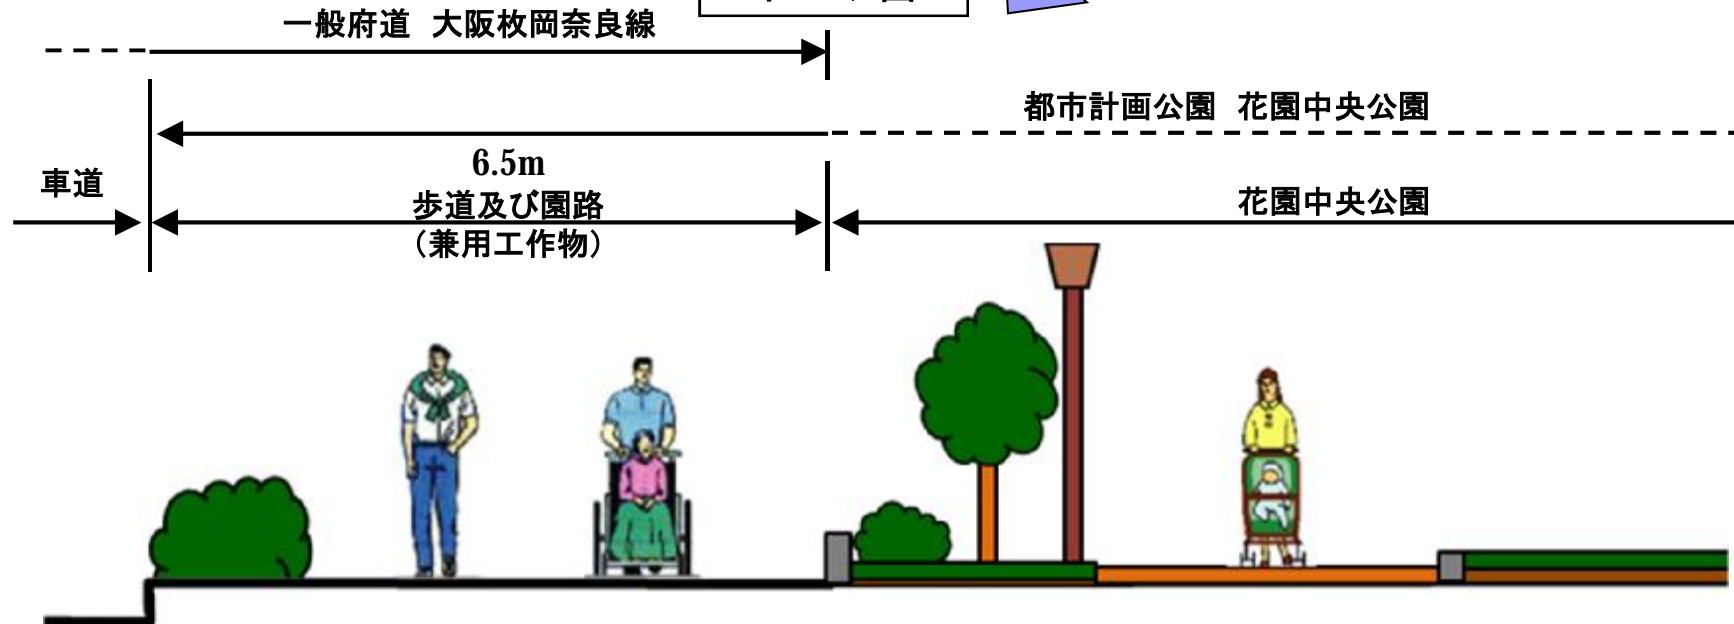 一般府道 大阪枚岡奈良線
都市計画公園 花園中央公園
6.5m
車道
歩道及び園路
花園中央公園
（兼用工作物）